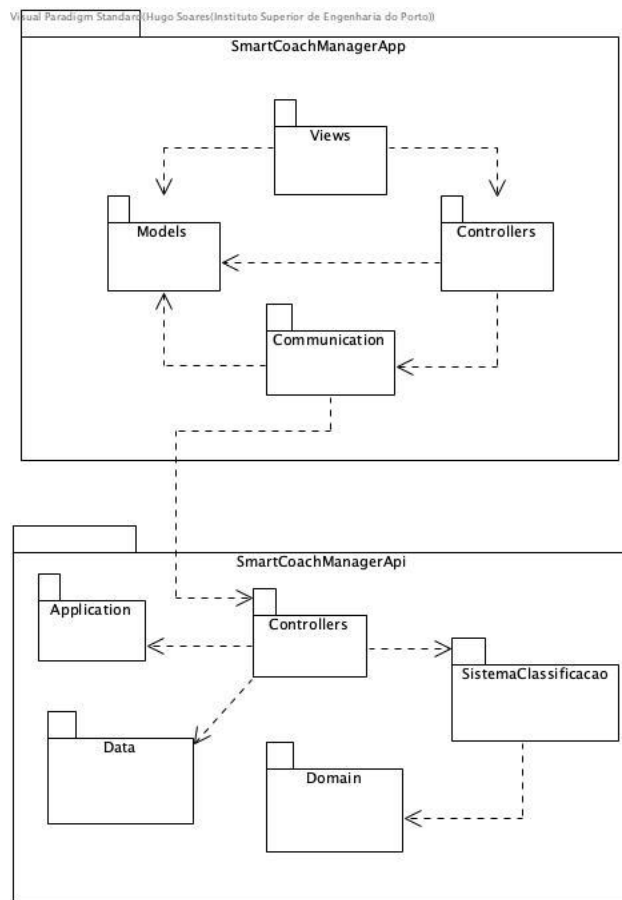 Visual Paradigm Standard(Hugo Soares(Instituto Superior de Engenharia do Porto))
SmartCoachManagerApp
Views
Models
Controllers
Communication
SmartCoachManagerApi
Application
Controllers
SistemaClassificacao
Data
Domain